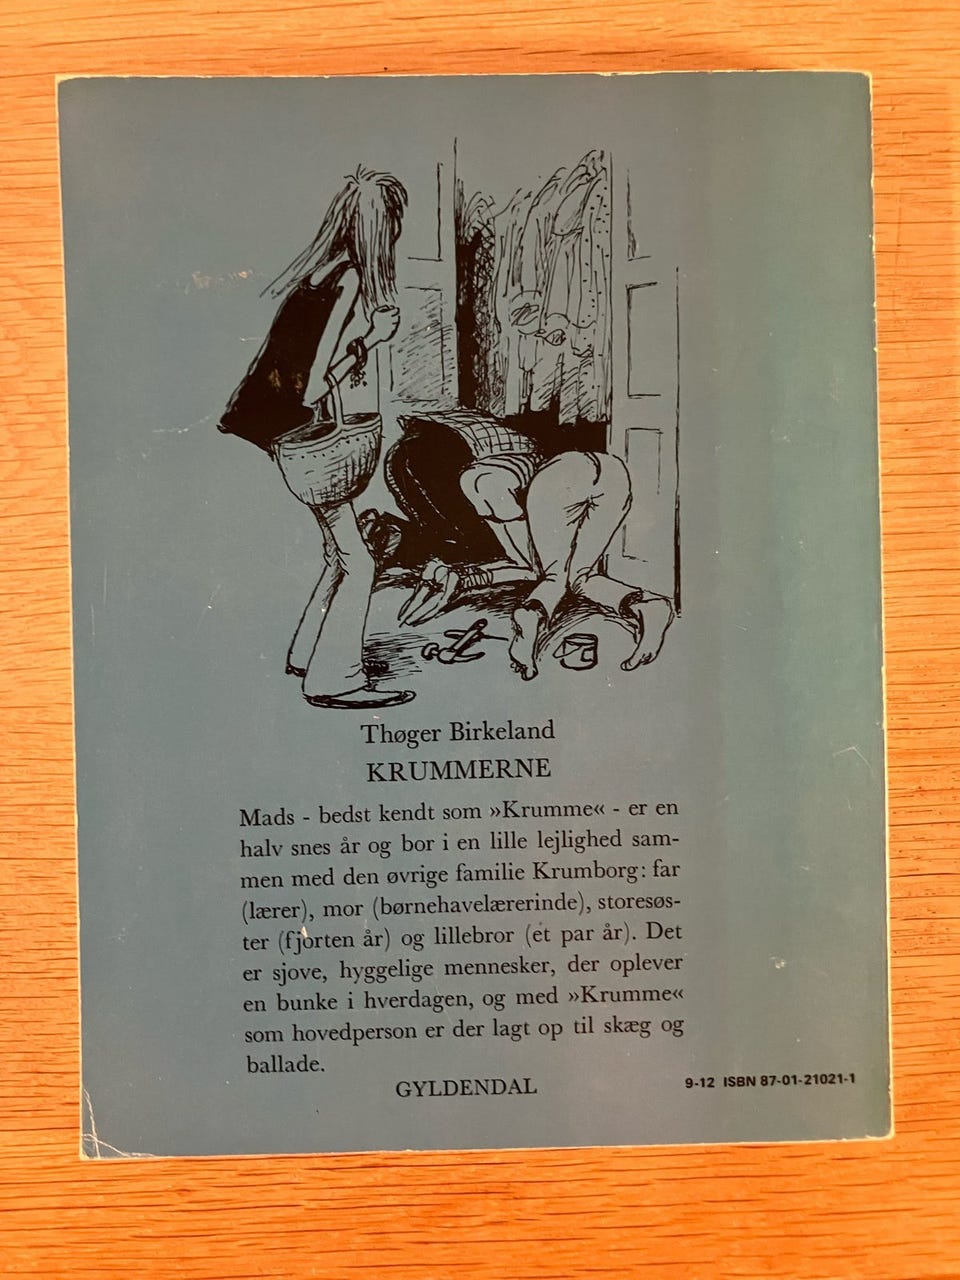 Thøger Birkeland
KRUMMERNE
Mads - bedst kendt som »Krumme« - er en
halv snes år og bor i en lille lejlighed sam-
men med den øvrige familie Krumborg: far
(lærer), mor (børnehavelærerinde), storesøs-
ter (fjorten år) og lillebror (et par år). Det
er sjove, hyggelige mennesker, der oplever
en bunke i hverdagen, og med »Krumme«
som hovedperson er der lagt op til skæg og
ballade.
GYLDENDAL
9-12 ISBN 87-01-21021-1